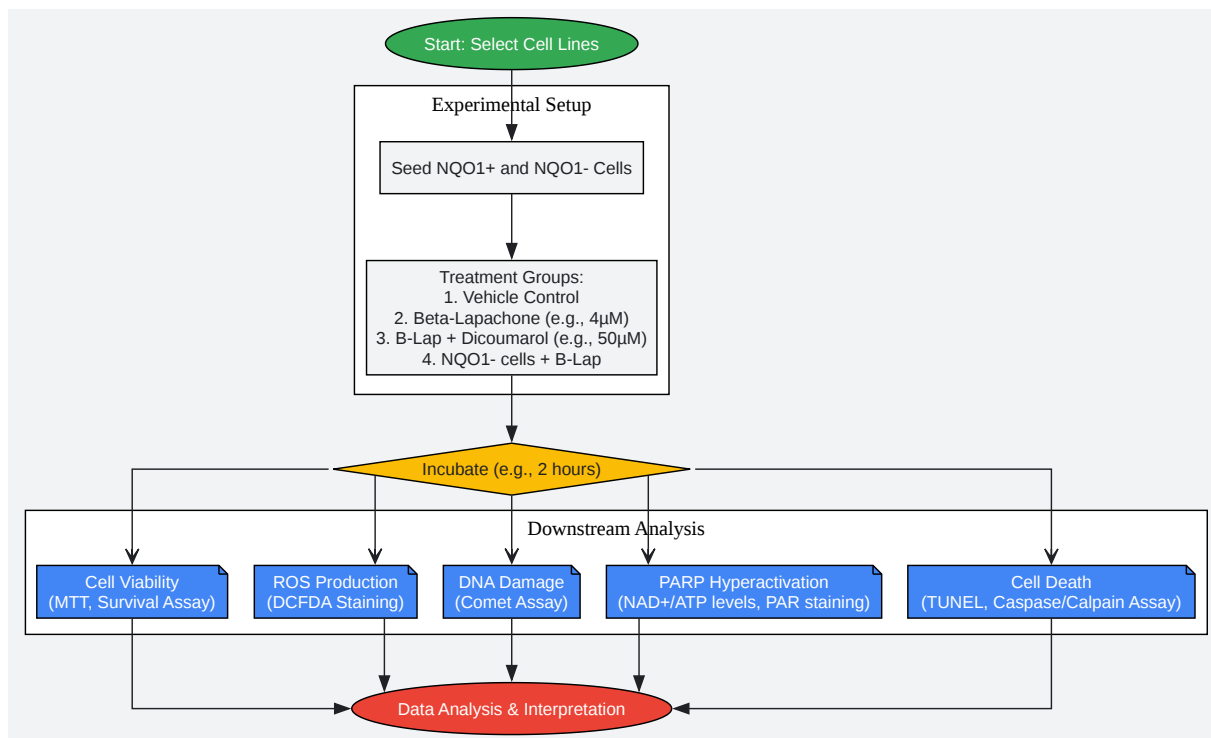 Start: Select Cell Lines
Experimental Setup
Seed NQO1+ and NQO1- Cells
Treatment Groups:
1. Vehicle Control
2. Beta-Lapachone (e.g., 4µM)
3. B-Lap + Dicoumarol (e.g., 50µM)
4. NQO1- cells + B-Lap
Incubate (e.g., 2 hours)
Downstream Analysis
Cell Viability
(MTT, Survival Assay)
ROS Production
(DCFDA Staining)
DNA Damage
(Comet Assay)
PARP Hyperactivation
(NAD+/ATP levels, PAR staining)
Cell Death
(TUNEL, Caspase/Calpain Assay)
Data Analysis & Interpretation